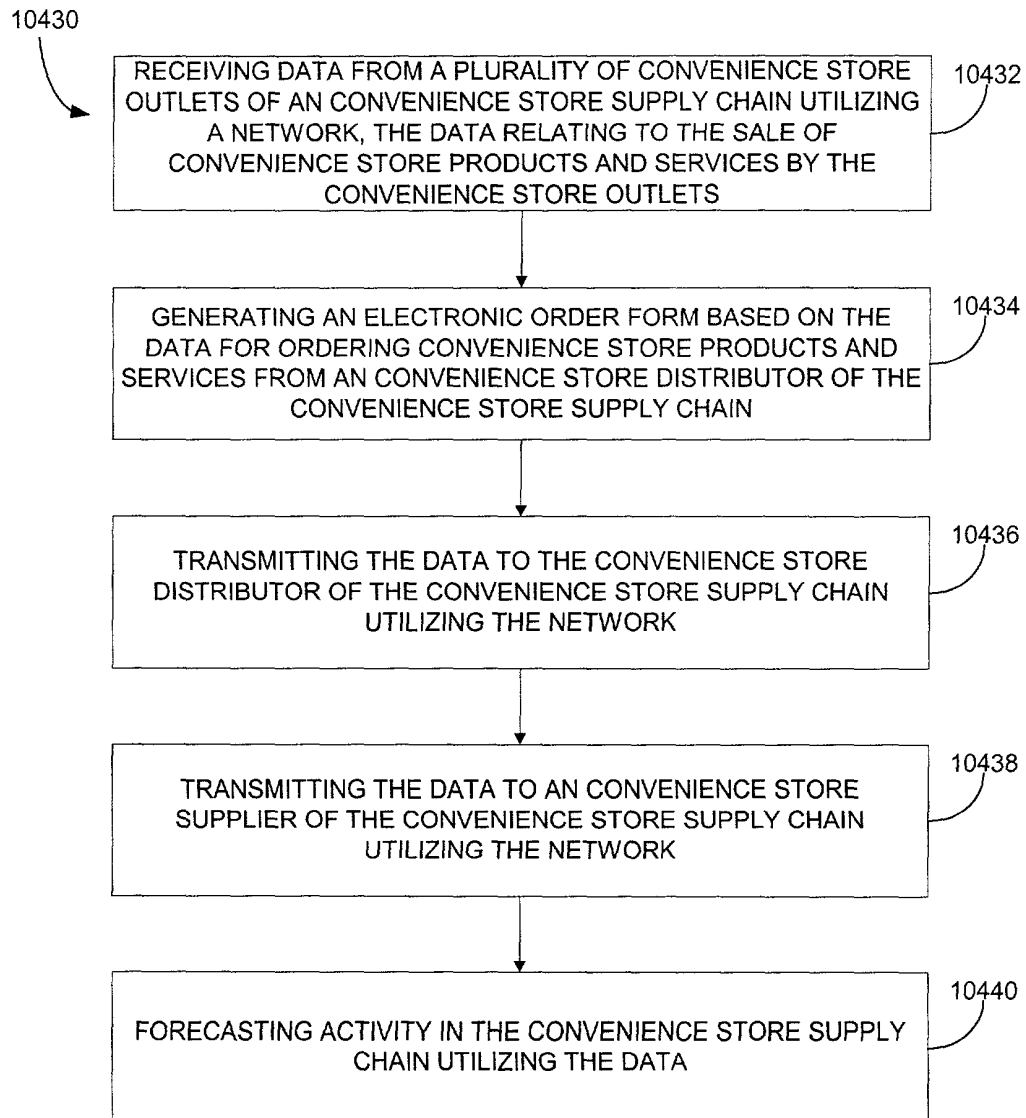 10430
RECEIVING DATA FROM A PLURALITY OF CONVENIENCE STORE
OUTLETS OF AN CONVENIENCE STORE SUPPLY CHAIN UTILIZING
A NETWORK, THE DATA RELATING TO THE SALE OF
CONVENIENCE STORE PRODUCTS AND SERVICES BY THE
CONVENIENCE STORE OUTLETS
10432
GENERATING AN ELECTRONIC ORDER FORM BASED ON THE
DATA FOR ORDERING CONVENIENCE STORE PRODUCTS AND
SERVICES FROM AN CONVENIENCE STORE DISTRIBUTOR OF THE
CONVENIENCE STORE SUPPLY CHAIN
10434
TRANSMITTING THE DATA TO THE CONVENIENCE STORE
DISTRIBUTOR OF THE CONVENIENCE STORE SUPPLY CHAIN
UTILIZING THE NETWORK
10436
TRANSMITTING THE DATA TO AN CONVENIENCE STORE
SUPPLIER OF THE CONVENIENCE STORE SUPPLY CHAIN
UTILIZING THE NETWORK
10438
FORECASTING ACTIVITY IN THE CONVENIENCE STORE SUPPLY
CHAIN UTILIZING THE DATA
10440